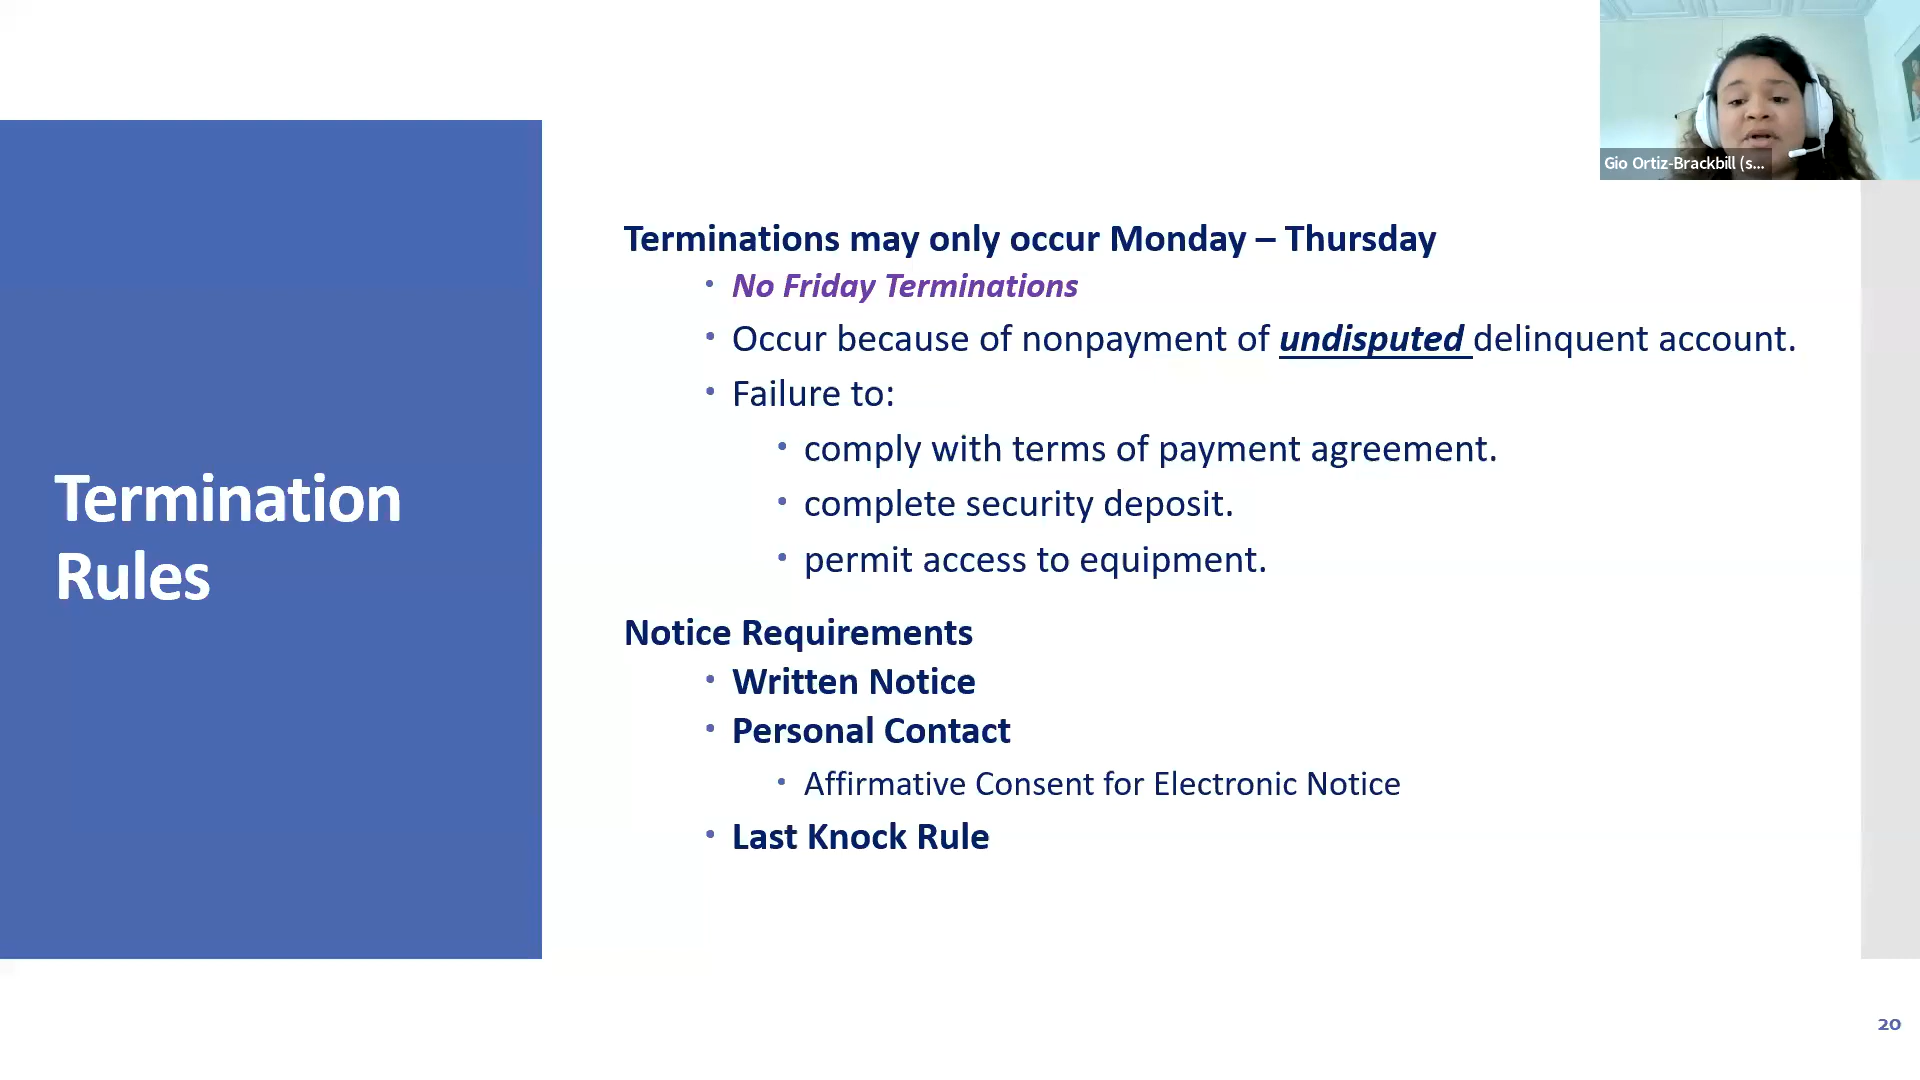 Gio Ortiz-Brackbill (s...
Termination
Rules
Terminations may only occur Monday – Thursday
• No Friday Terminations
• Occur because of nonpayment of undisputed delinquent account.
• Failure to:
• comply with terms of payment agreement.
• complete security deposit.
• permit access to equipment.
Notice Requirements
• Written Notice
• Personal Contact
• Affirmative Consent for Electronic Notice
• Last Knock Rule
20